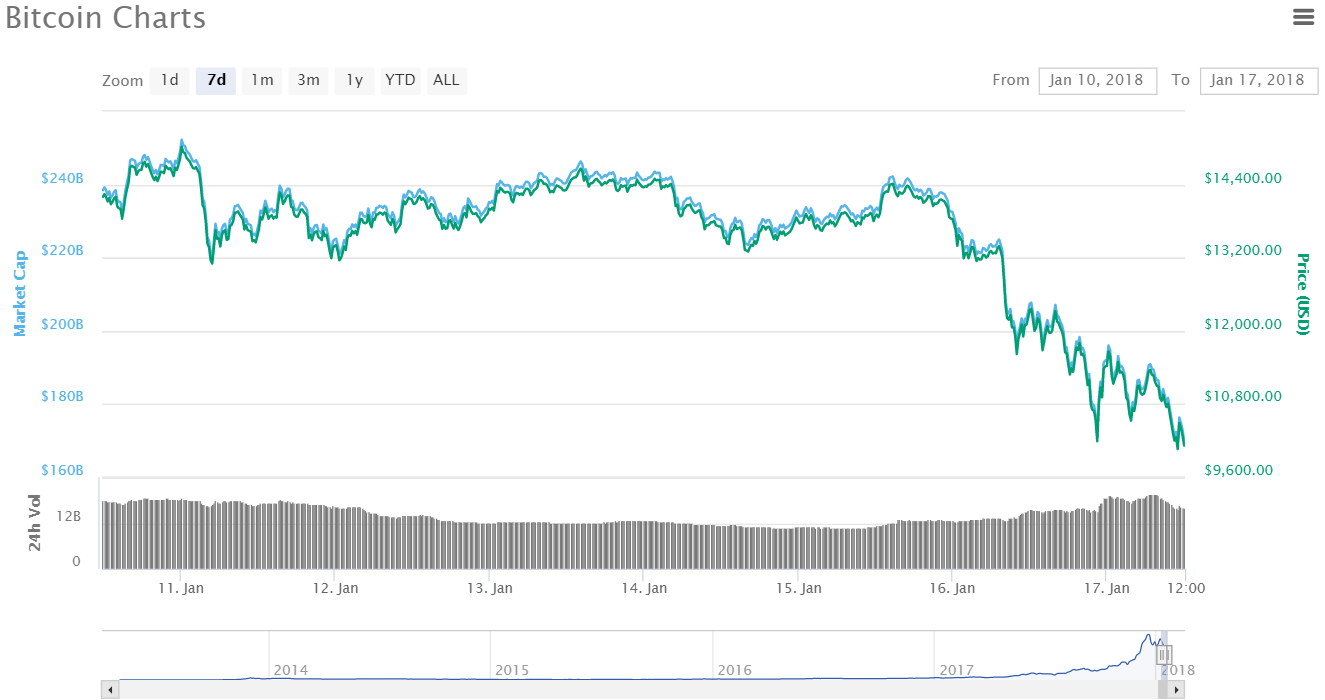 Bitcoin Charts
Zoom 1d 7d 1m 3m 1y YTD ALL From Jan 10, 2018 To Jan 17, 2018
$240B $14,400.00
$220B $13,200.00
Market Cap
Price (USD)
$200B $12,000.00
$180B $10,800.00
$160B $9,600.00
24h Vol
12B
0
11. Jan 12. Jan 13. Jan 14. Jan 15. Jan 16. Jan 17. Jan 12:00
2014 2015 2016 2017 2018